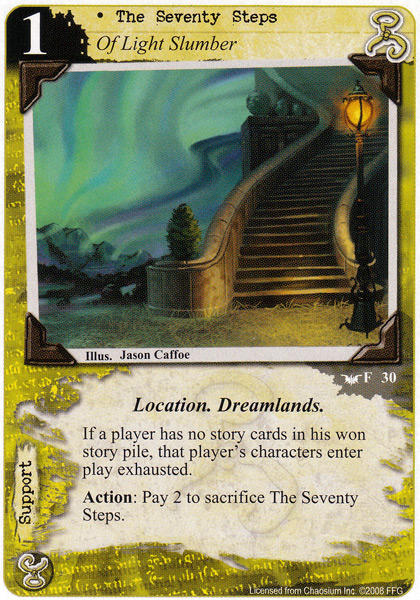 1
• The Seventy Steps
Of Light Slumber
Illus. Jason Caffoe
F 30
Location. Dreamlands.
If a player has no story cards in his won
story pile, that player's characters enter
play exhausted.
Action: Pay 2 to sacrifice The Seventy
Steps.
Support
Licensed from Chaosium Inc. ©2008 FFG